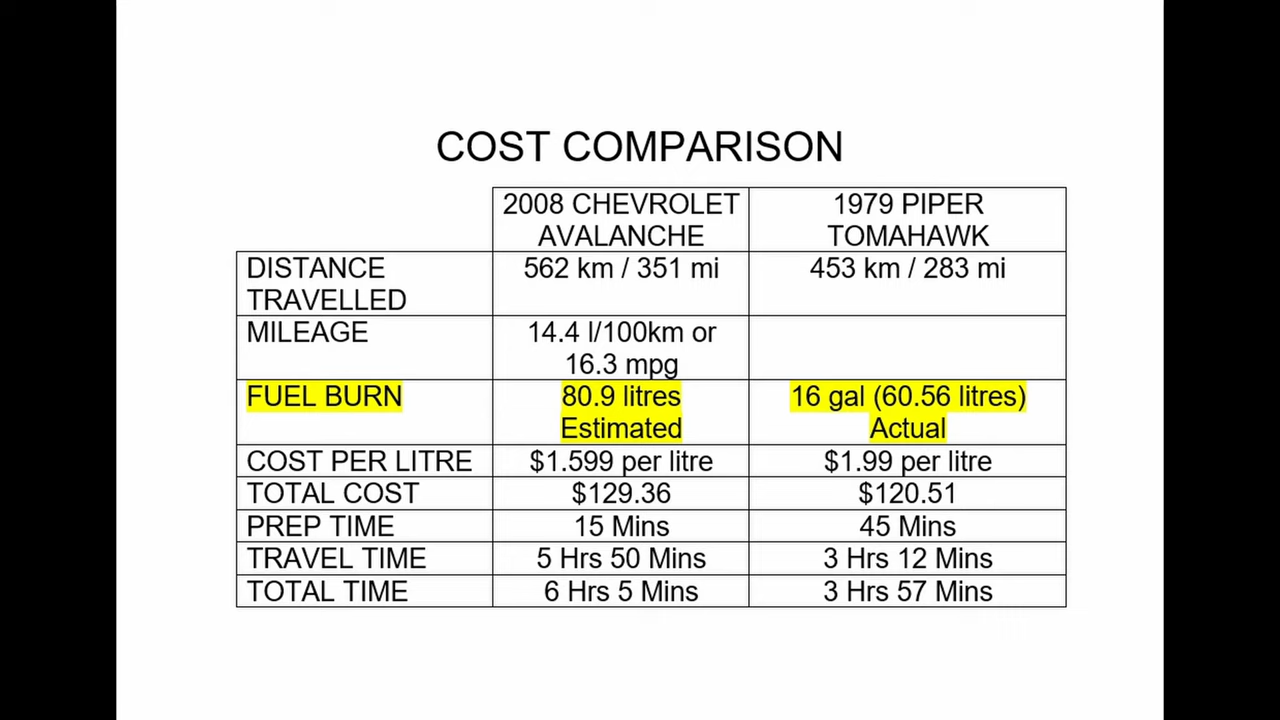 COST COMPARISON
2008 CHEVROLET AVALANCHE
1979 PIPER TOMAHAWK
DISTANCE TRAVELLED
562 km / 351 mi
453 km / 283 mi
MILEAGE
14.4 l/100km or
16.3 mpg
FUEL BURN
80.9 litres
Estimated
16 gal (60.56 litres)
Actual
COST PER LITRE
$1.599 per litre
$1.99 per litre
TOTAL COST
$129.36
$120.51
PREP TIME
15 Mins
45 Mins
TRAVEL TIME
5 Hrs 50 Mins
3 Hrs 12 Mins
TOTAL TIME
6 Hrs 5 Mins
3 Hrs 57 Mins